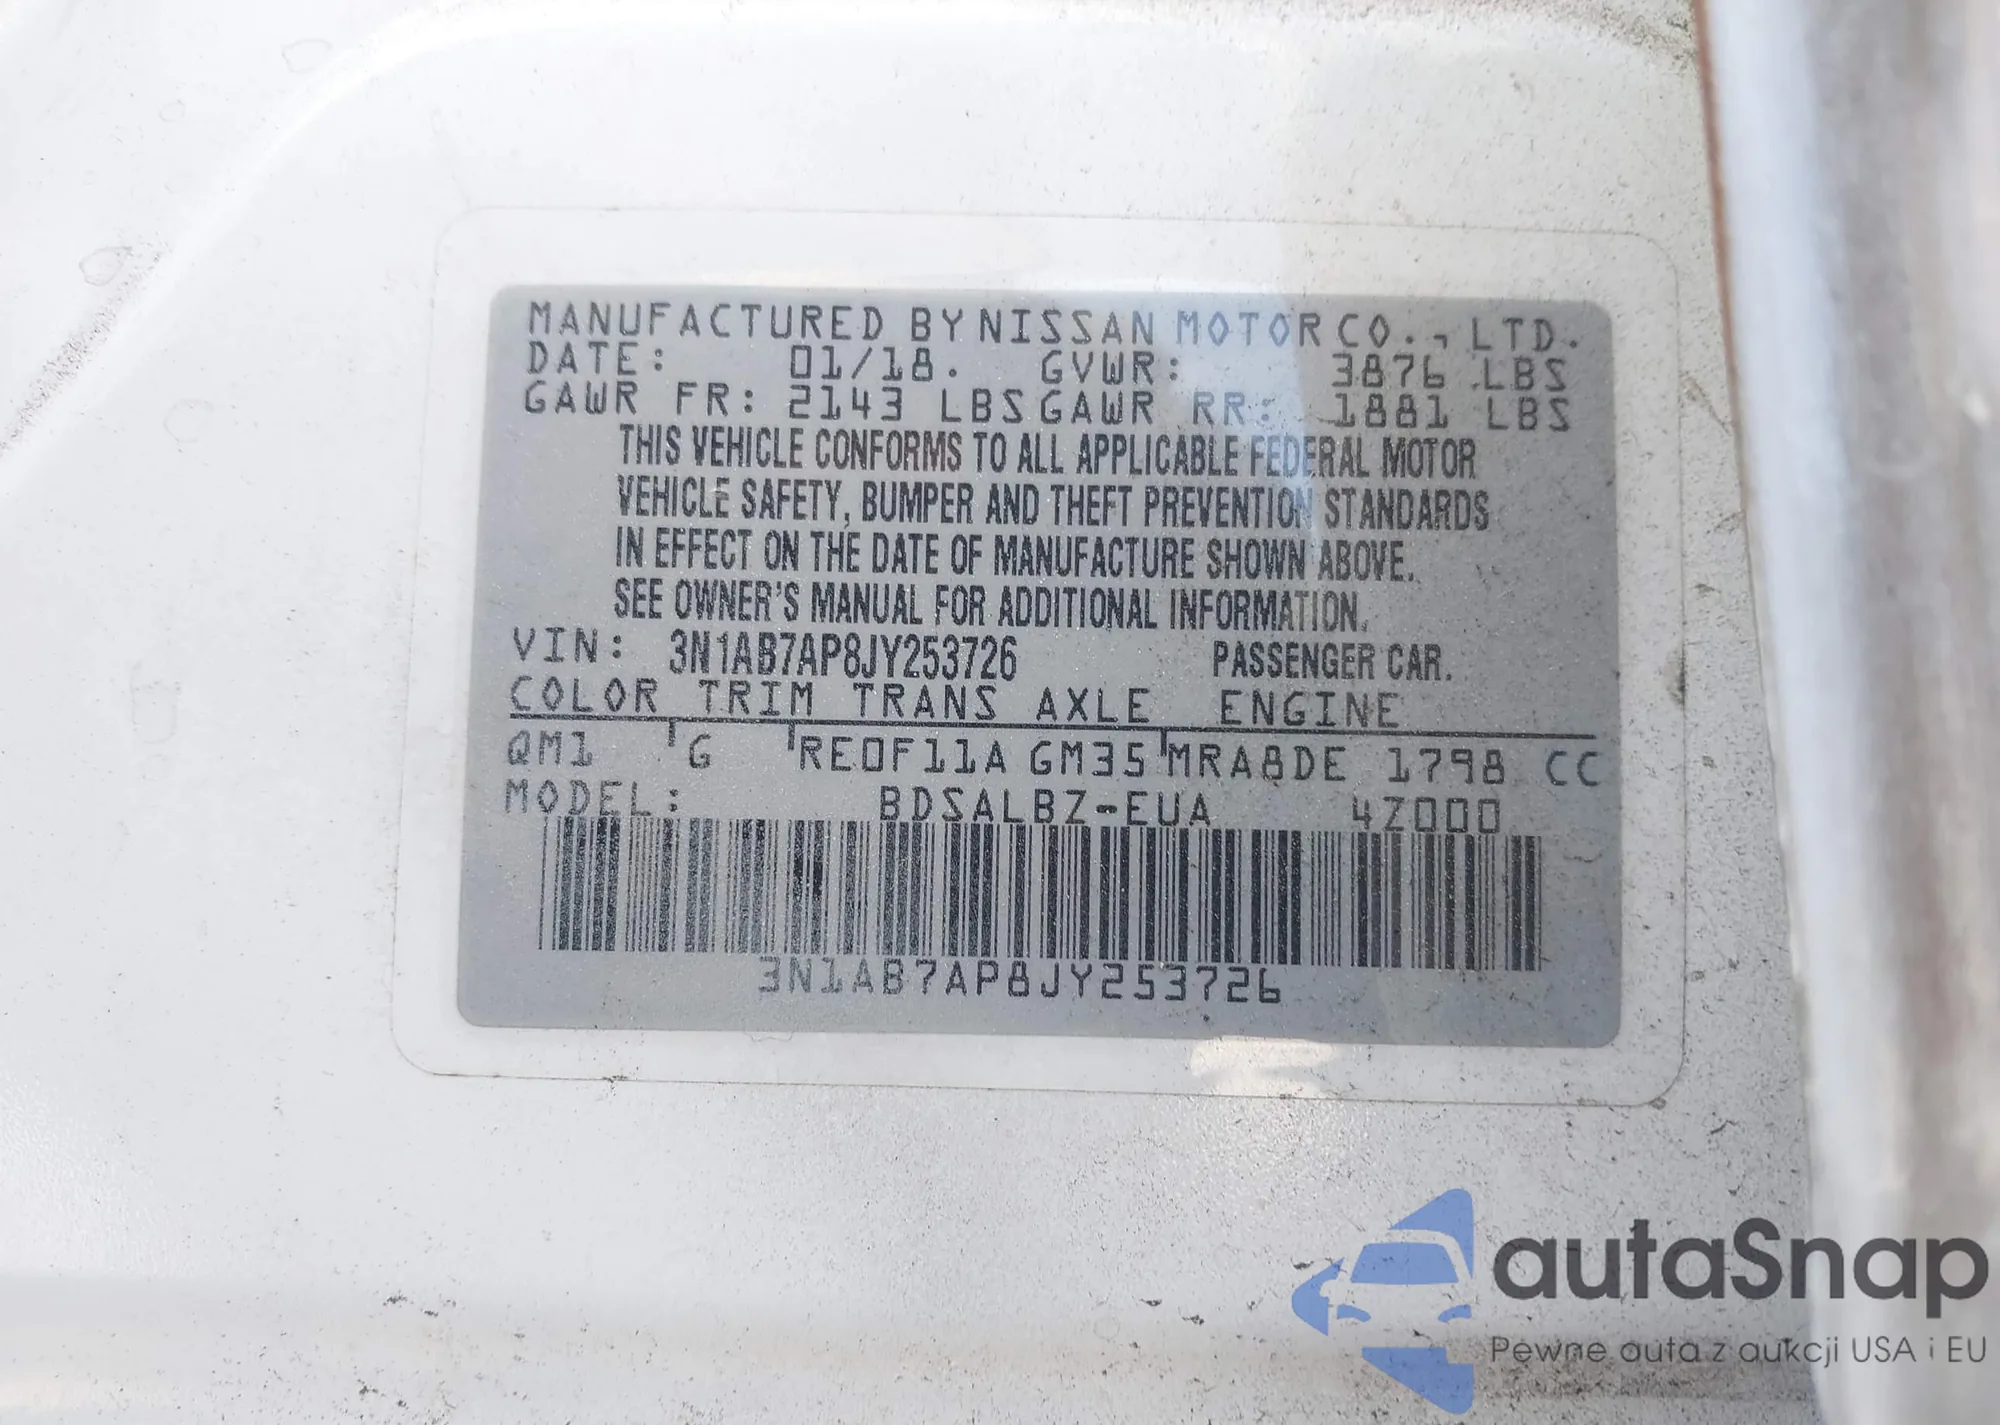 MANUFACTURED BY NISSAN MOTOR CO., LTD.
DATE: 01/18. GVWR: 3876 LBS
GAWR FR: 2143 LBS GAWR RR: 1881 LBS
THIS VEHICLE CONFORMS TO ALL APPLICABLE FEDERAL MOTOR
VEHICLE SAFETY, BUMPER AND THEFT PREVENTION STANDARDS
IN EFFECT ON THE DATE OF MANUFACTURE SHOWN ABOVE.
SEE OWNER'S MANUAL FOR ADDITIONAL INFORMATION.
VIN: 3N1AB7AP8JY253726 PASSENGER CAR.
COLOR TRIM TRANS AXLE ENGINE
QM1 G RE0F11A GM35 MRA8DE 1798 CC
MODEL: BDSALBZ-EUA 4Z000
3N1AB7AP8JY253726
autoSnap
Pewne auta z aukcji USA i EU